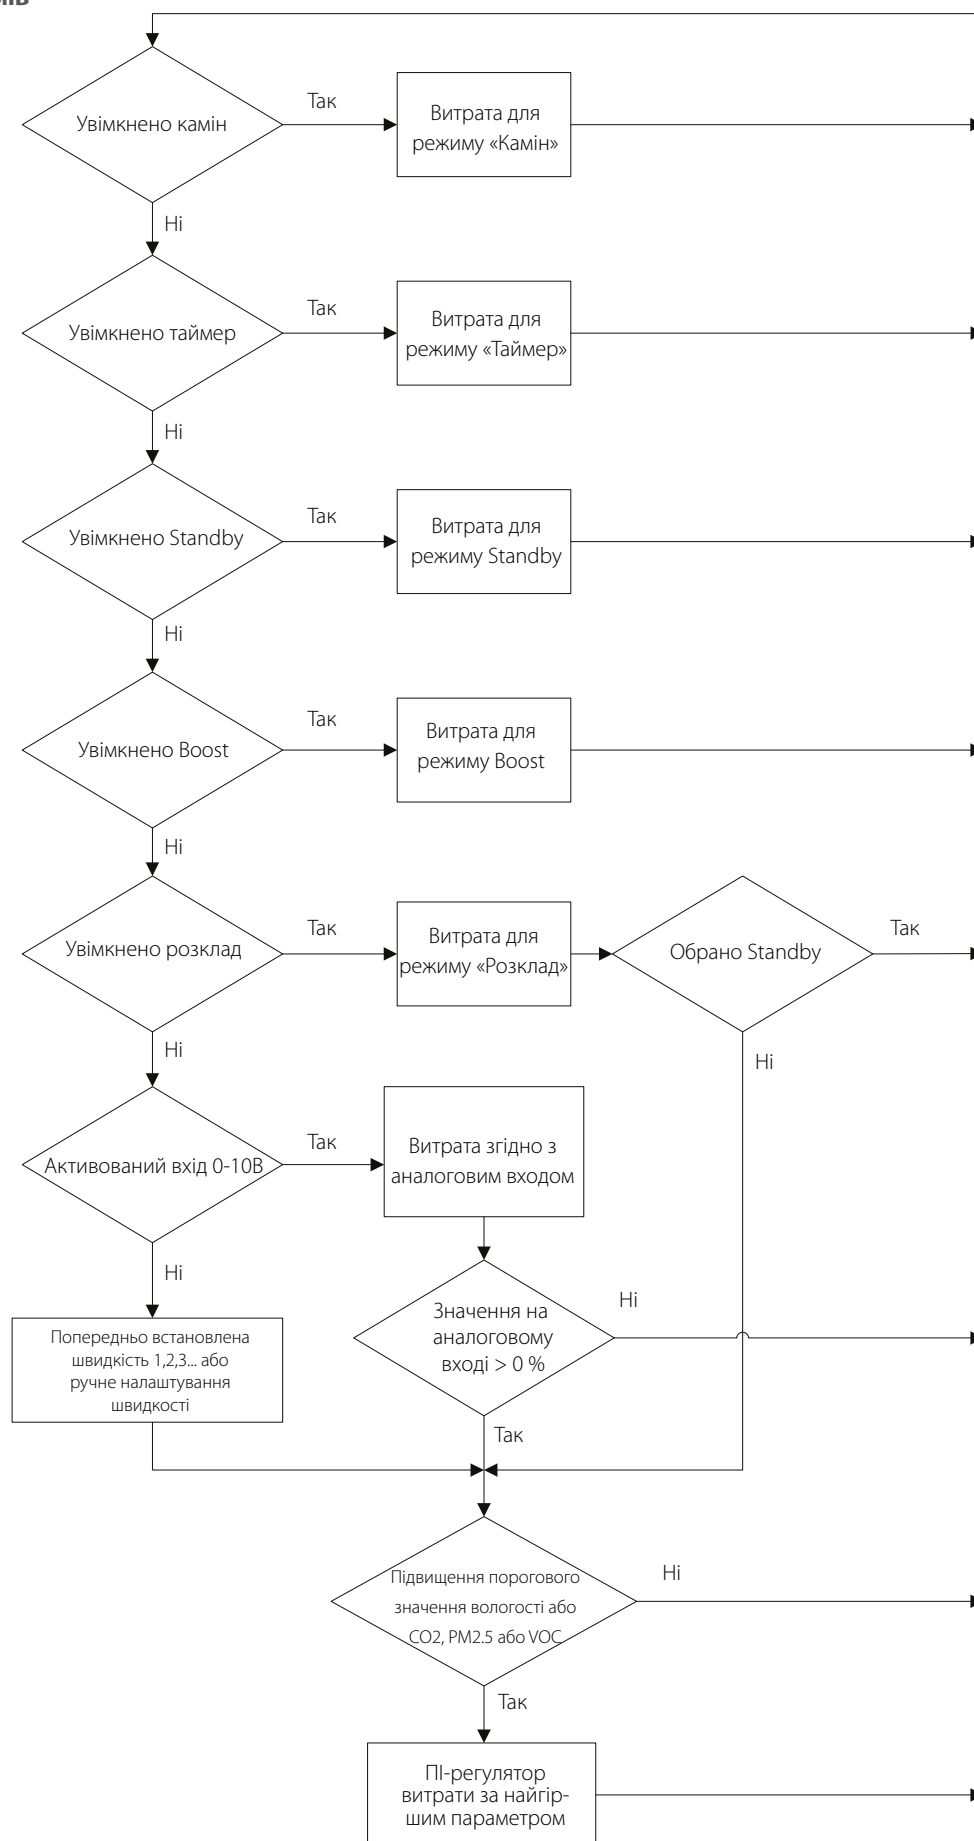 Увімкнено камін
Так
Витрата для
режиму «Камін»
Ні
Увімкнено таймер
Так
Витрата для
режиму «Таймер»
Ні
Увімкнено Standby
Так
Витрата для
режиму Standby
Ні
Увімкнено Boost
Так
Витрата для
режиму Boost
Ні
Увімкнено розклад
Так
Витрата для
режиму «Розклад»
Обрано Standby
Так
Ні
Ні
Активований вхід 0-10В
Так
Витрата згідно з
аналоговим входом
Ні
Значення на
аналоговому
вході > 0 %
Ні
Попередньо встановлена
швидкість 1,2,3... або
ручне налаштування
швидкості
Так
Підвищення порогового
значення вологості або
CO2, PM2.5 або VOC
Ні
Так
ПІ-регулятор
витрати за найгір-
шим параметром